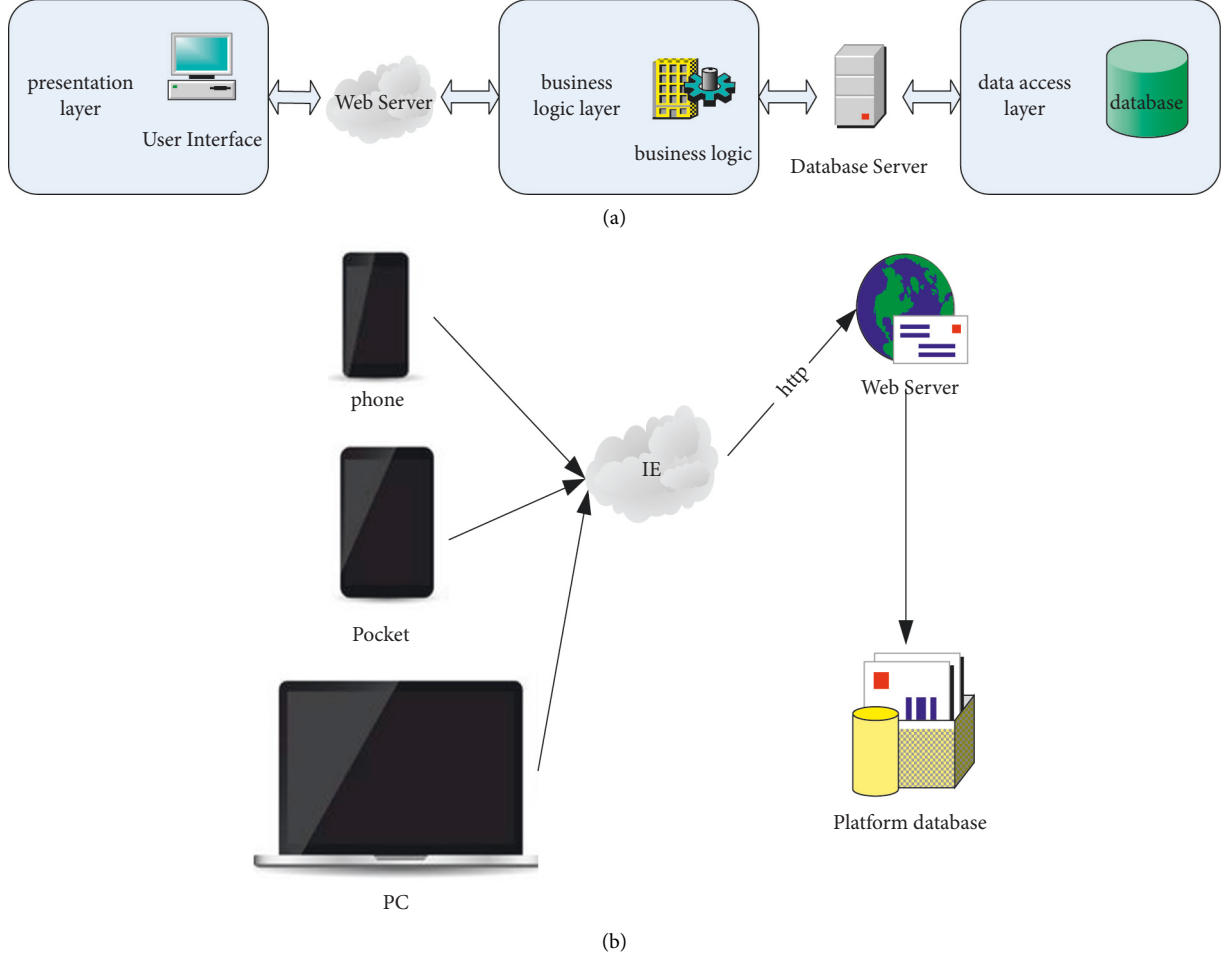 presentation
layer
User Interface
Web Server
business
logic layer
business logic
Database Server
data access
layer
database
(a)
phone
Pocket
PC
IE
http
Web Server
Platform database
(b)